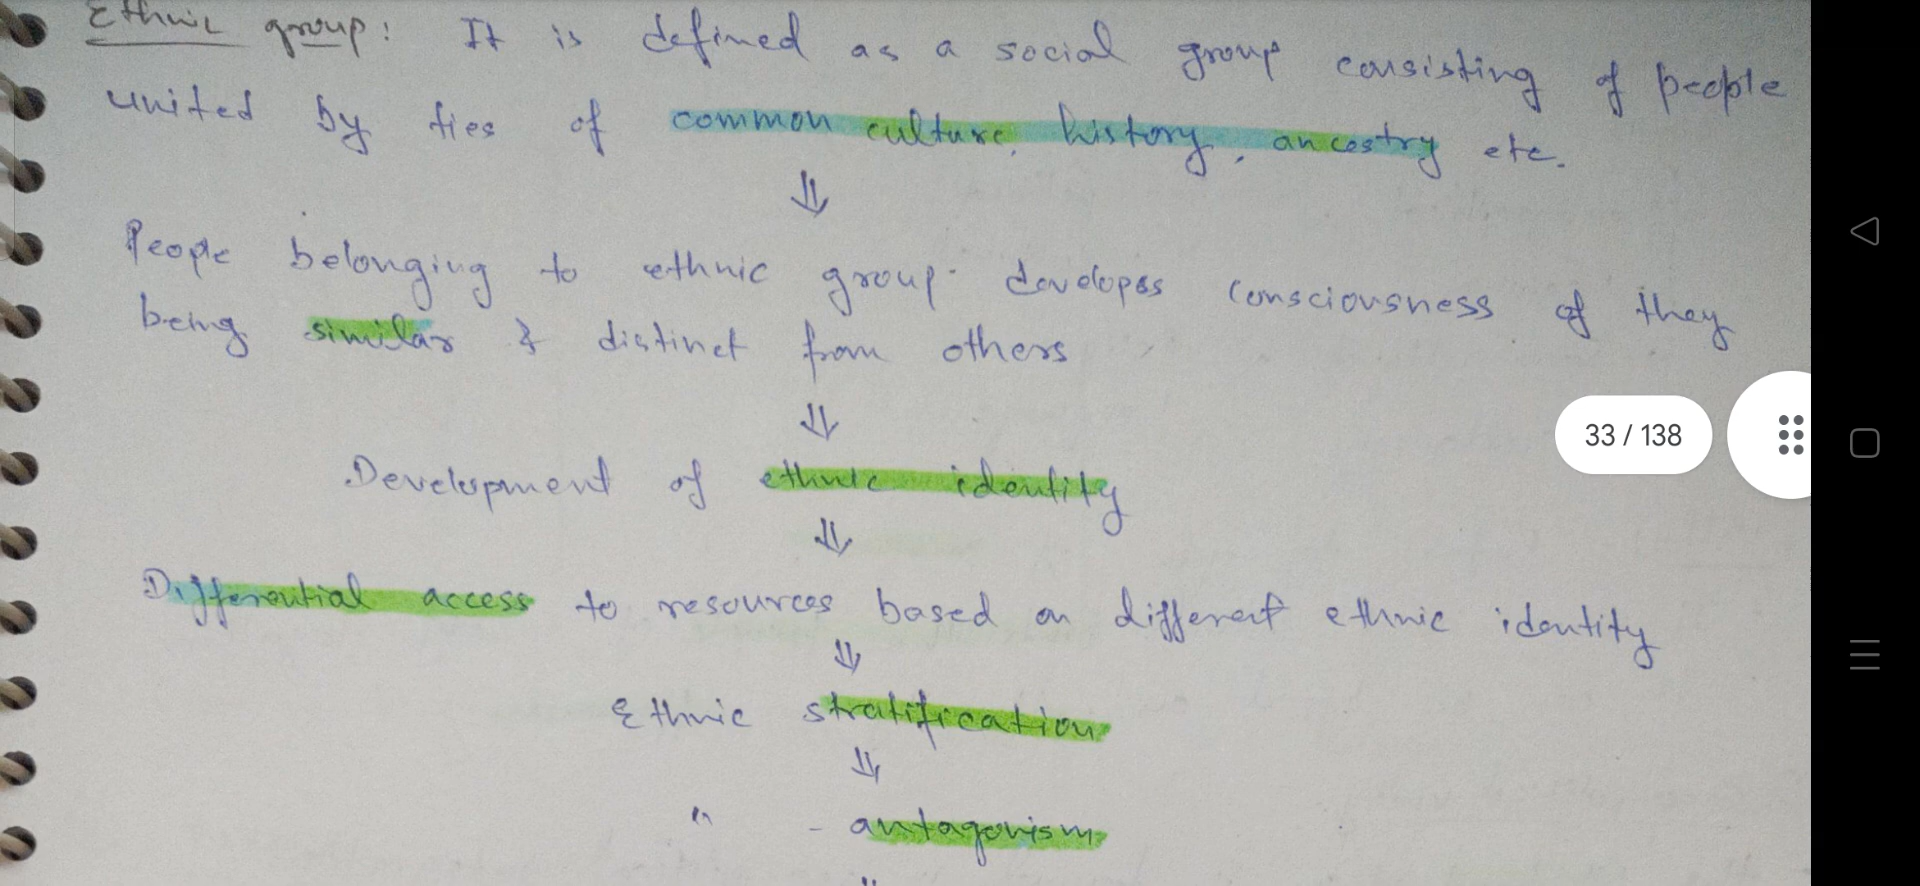 Ethnic group: It is defined as a social group consisting of people
united by ties of common culture, history, ancestry etc.
⇓
People belonging to ethnic group developes consciousness of they
being similar & distinct from others
⇓
Development of ethnic identity
⇓
Differential access to resources based on different ethnic identity
⇓
Ethnic stratification
⇓
" - antagonism
33 / 138